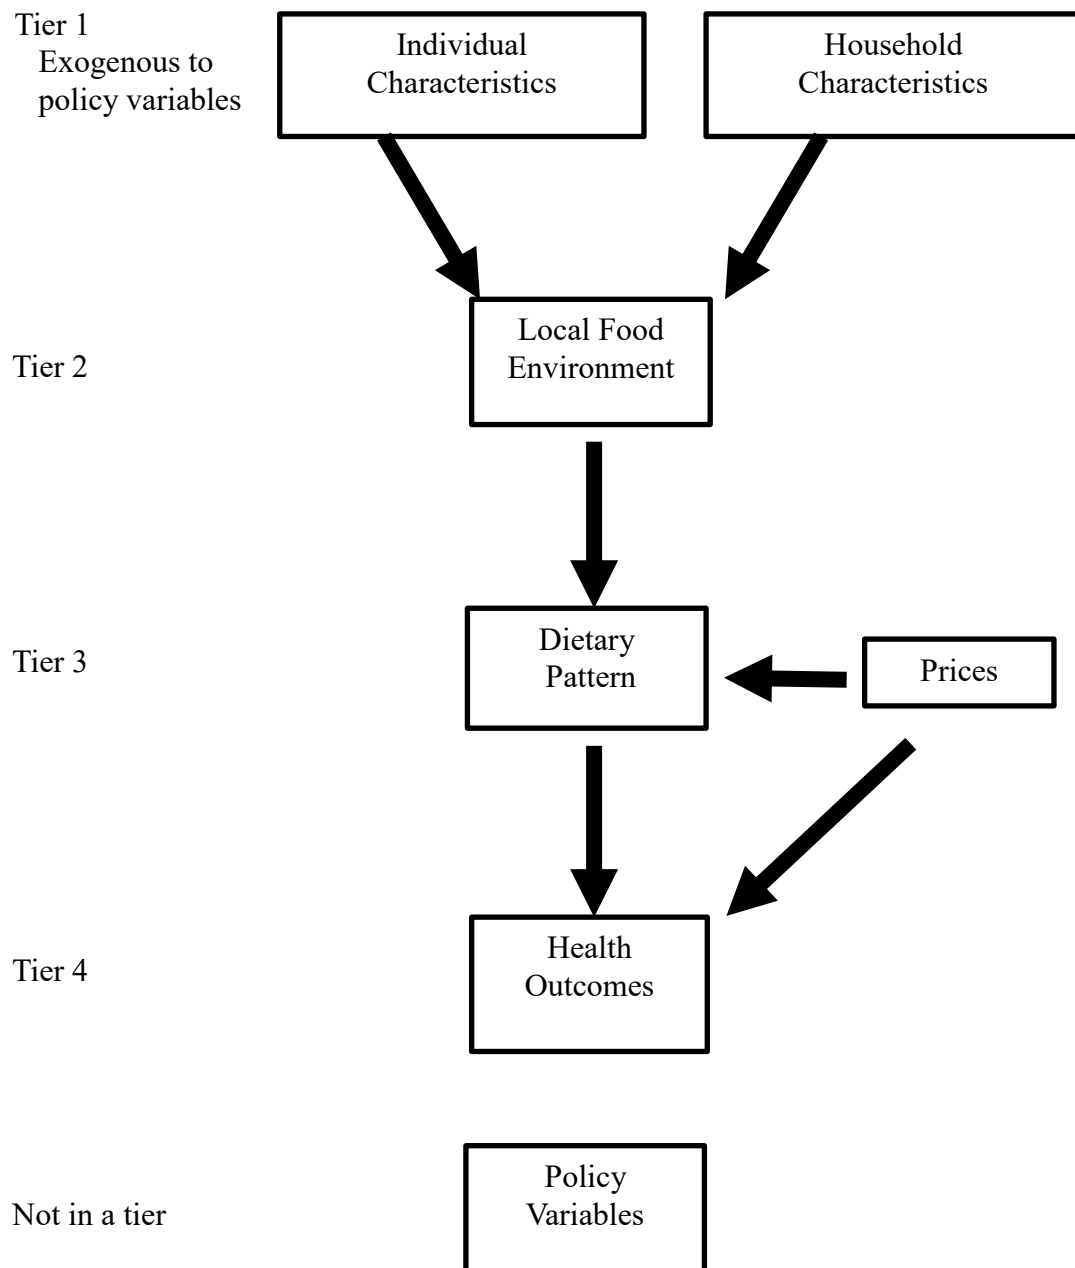 Tier 1
Exogenous to
policy variables
Individual
Characteristics
Household
Characteristics
Tier 2
Local Food
Environment
Tier 3
Dietary
Pattern
Prices
Tier 4
Health
Outcomes
Not in a tier
Policy
Variables